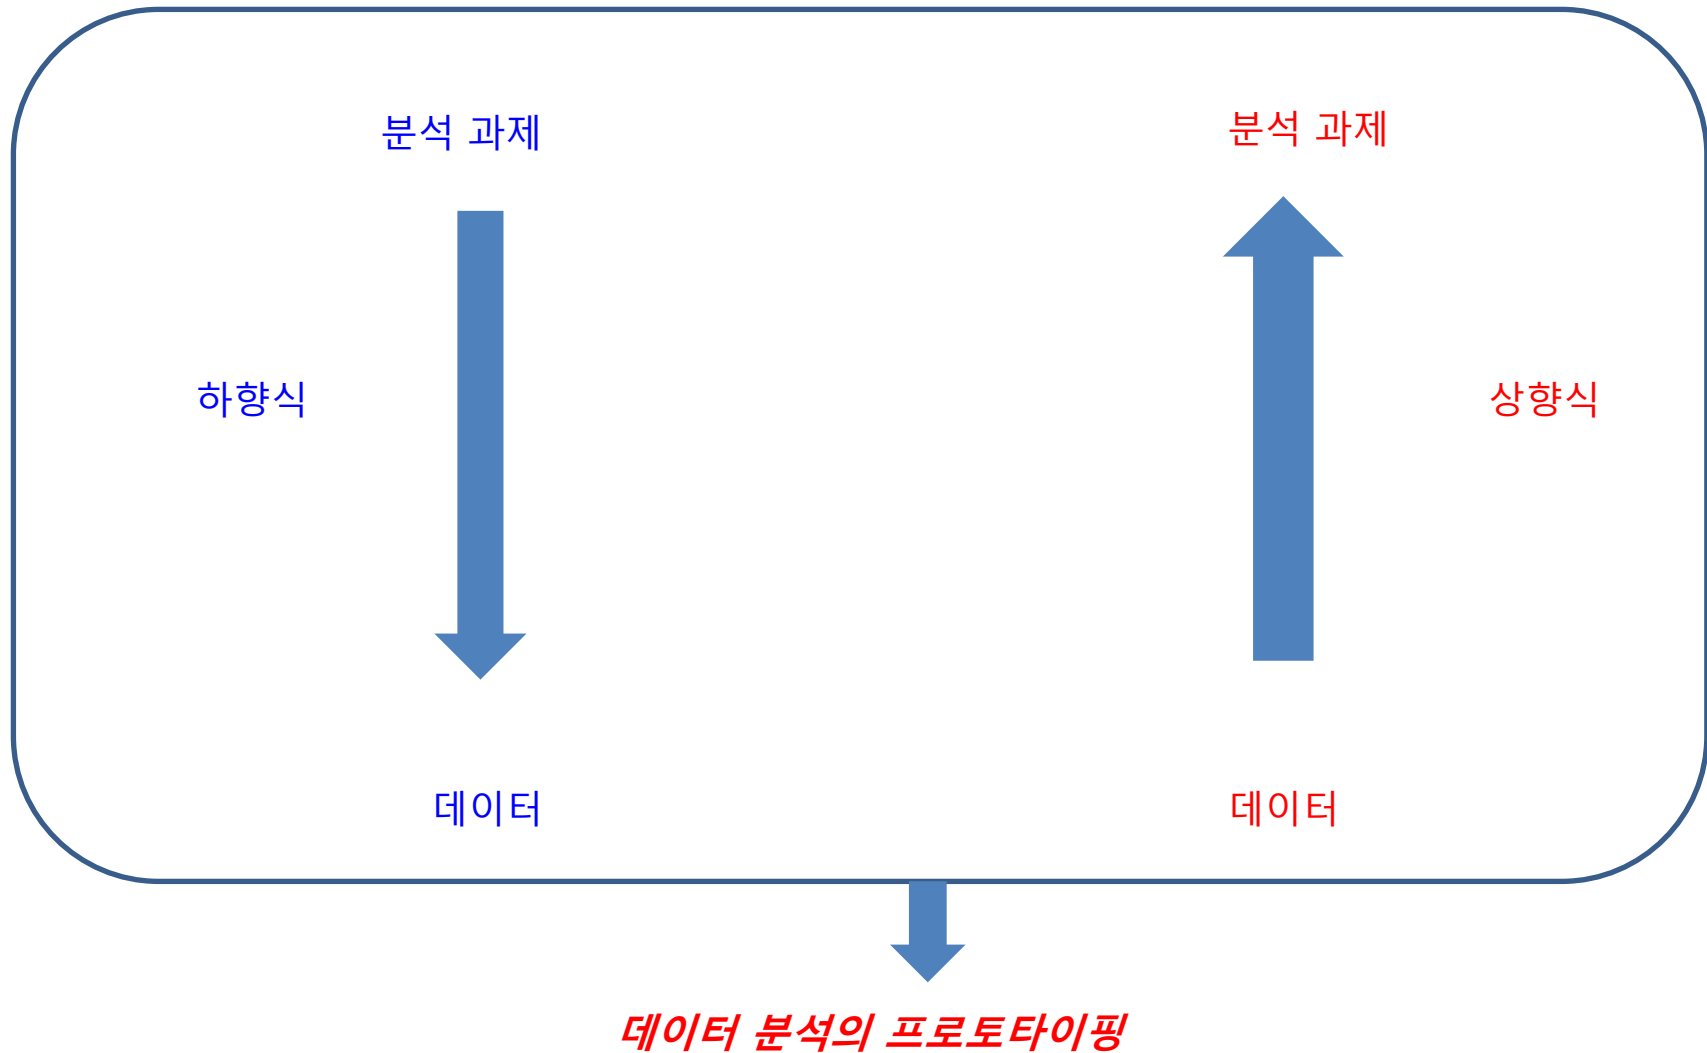 분석 과제
분석 과제
하향식
상향식
데이터
데이터
데이터 분석의 프로토타이핑